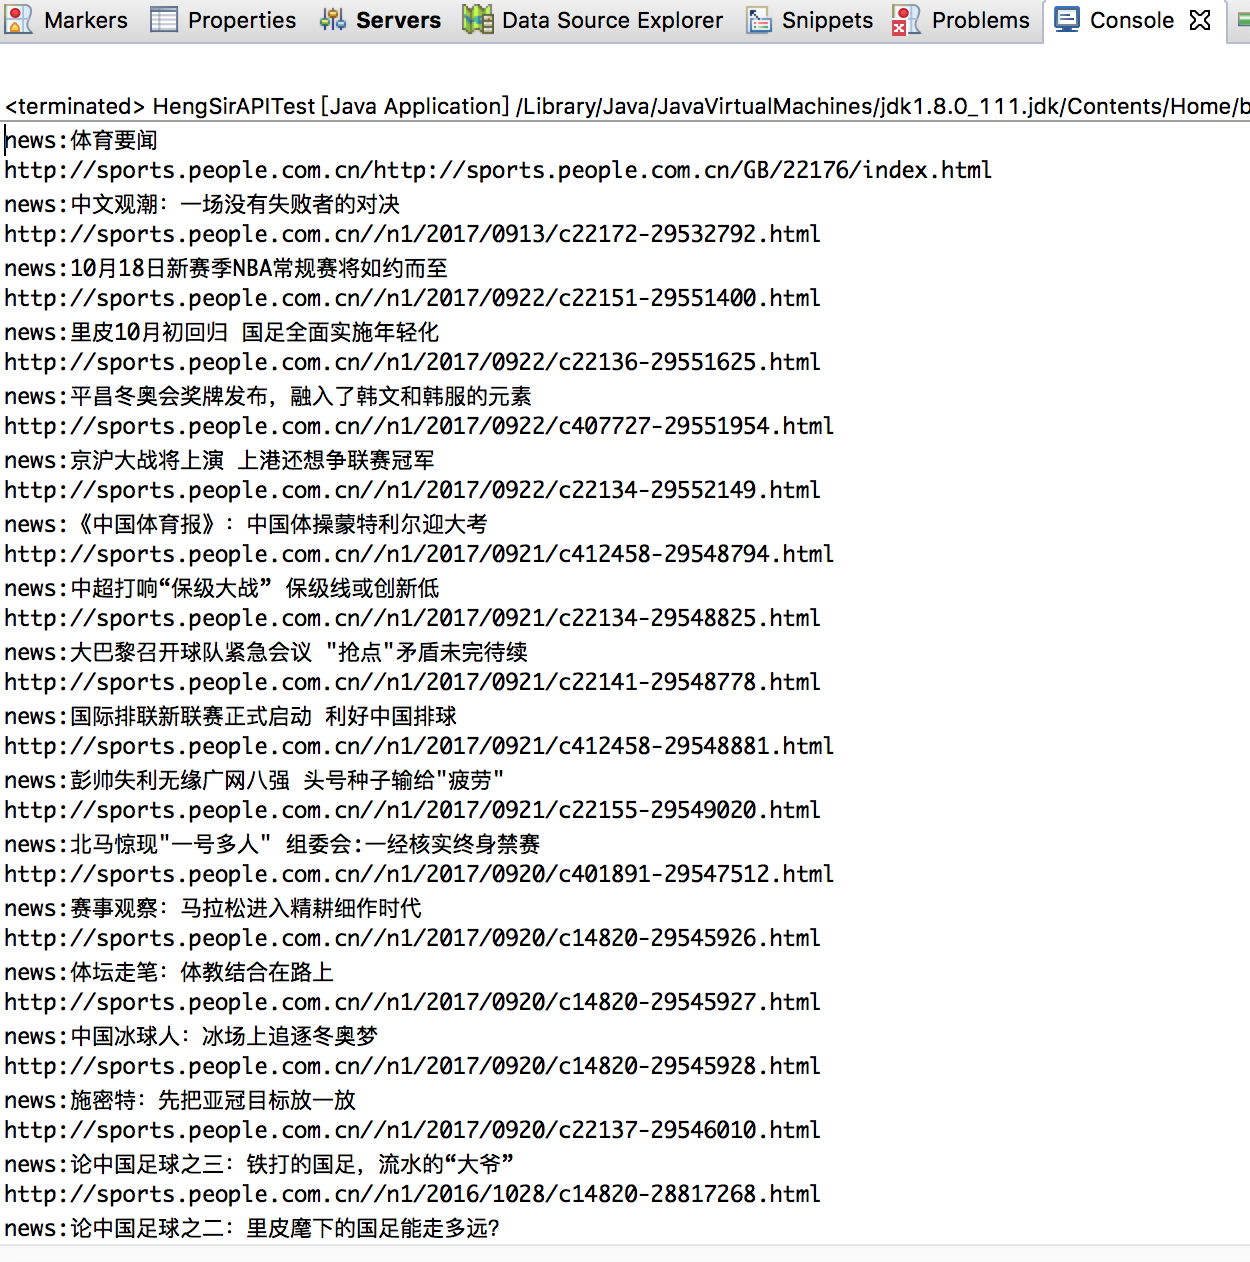 Markers Properties Servers Data Source Explorer Snippets Problems Console
<terminated> HengSirAPITest [Java Application] /Library/Java/JavaVirtualMachines/jdk1.8.0_111.jdk/Contents/Home/b
news:体育要闻
http://sports.people.com.cn/http://sports.people.com.cn/GB/22176/index.html
news:中文观潮：一场没有失败者的对决
http://sports.people.com.cn//n1/2017/0913/c22172-29532792.html
news:10月18日新赛季NBA常规赛将如约而至
http://sports.people.com.cn//n1/2017/0922/c22151-29551400.html
news:里皮10月初回归 国足全面实施年轻化
http://sports.people.com.cn//n1/2017/0922/c22136-29551625.html
news:平昌冬奥会奖牌发布，融入了韩文和韩服的元素
http://sports.people.com.cn//n1/2017/0922/c407727-29551954.html
news:京沪大战将上演 上港还想争联赛冠军
http://sports.people.com.cn//n1/2017/0922/c22134-29552149.html
news:《中国体育报》：中国体操蒙特利尔迎大考
http://sports.people.com.cn//n1/2017/0921/c412458-29548794.html
news:中超打响“保级大战” 保级线或创新低
http://sports.people.com.cn//n1/2017/0921/c22134-29548825.html
news:大巴黎召开球队紧急会议 "抢点"矛盾未完待续
http://sports.people.com.cn//n1/2017/0921/c22141-29548778.html
news:国际排联新联赛正式启动 利好中国排球
http://sports.people.com.cn//n1/2017/0921/c412458-29548881.html
news:彭帅失利无缘广网八强 头号种子输给"疲劳"
http://sports.people.com.cn//n1/2017/0921/c22155-29549020.html
news:北马惊现"一号多人" 组委会:一经核实终身禁赛
http://sports.people.com.cn//n1/2017/0920/c401891-29547512.html
news:赛事观察：马拉松进入精耕细作时代
http://sports.people.com.cn//n1/2017/0920/c14820-29545926.html
news:体坛走笔：体教结合在路上
http://sports.people.com.cn//n1/2017/0920/c14820-29545927.html
news:中国冰球人：冰场上追逐冬奥梦
http://sports.people.com.cn//n1/2017/0920/c14820-29545928.html
news:施密特：先把亚冠目标放一放
http://sports.people.com.cn//n1/2017/0920/c22137-29546010.html
news:论中国足球之三：铁打的国足，流水的“大爷”
http://sports.people.com.cn//n1/2016/1028/c14820-28817268.html
news:论中国足球之二：里皮麾下的国足能走多远?